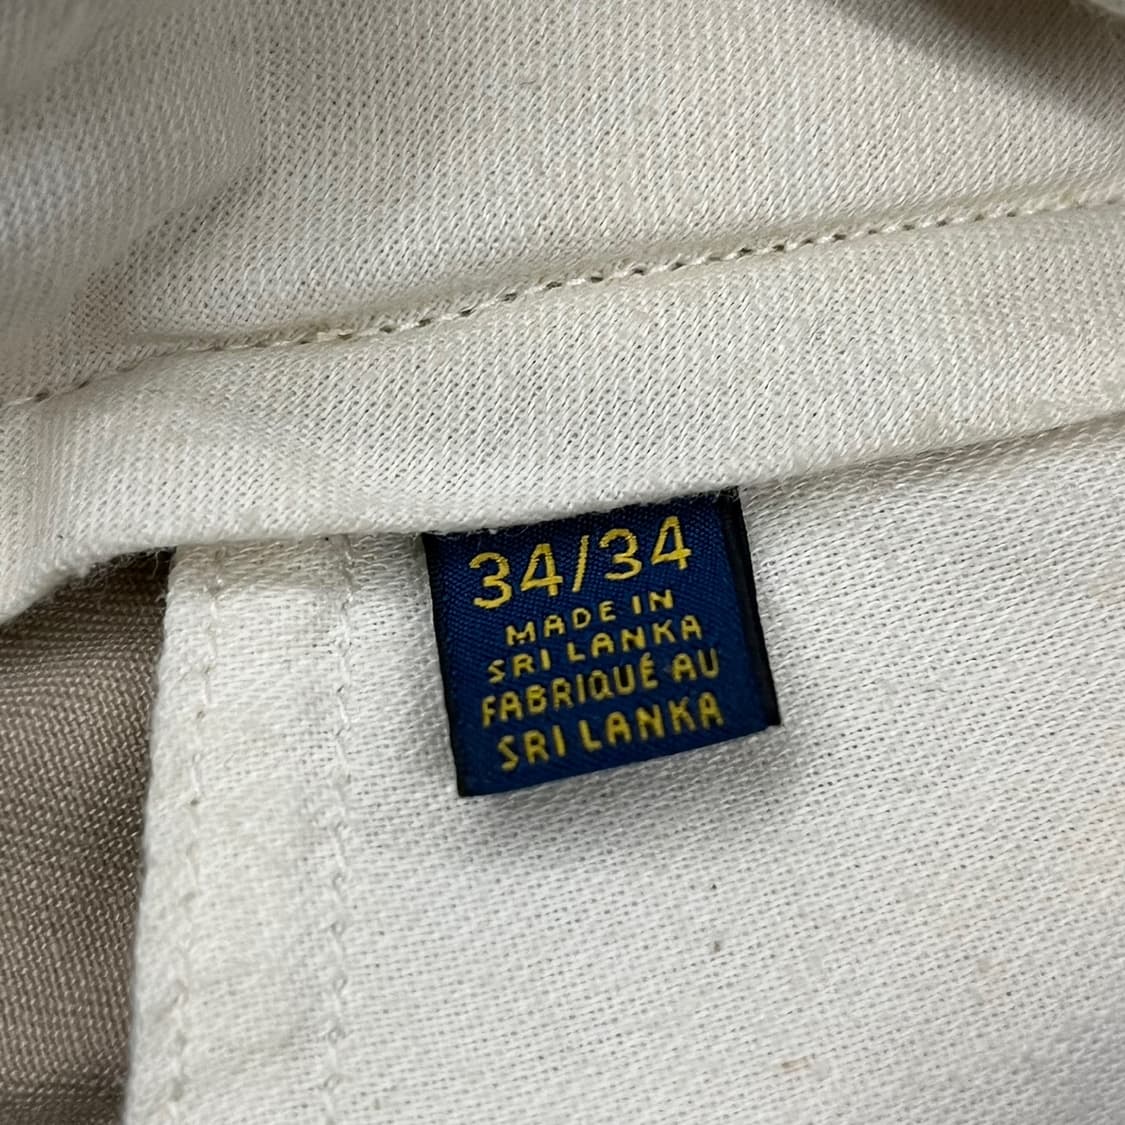 34/34
MADE IN
SRI LANKA
FABRIQUÉ AU
SRI LANKA